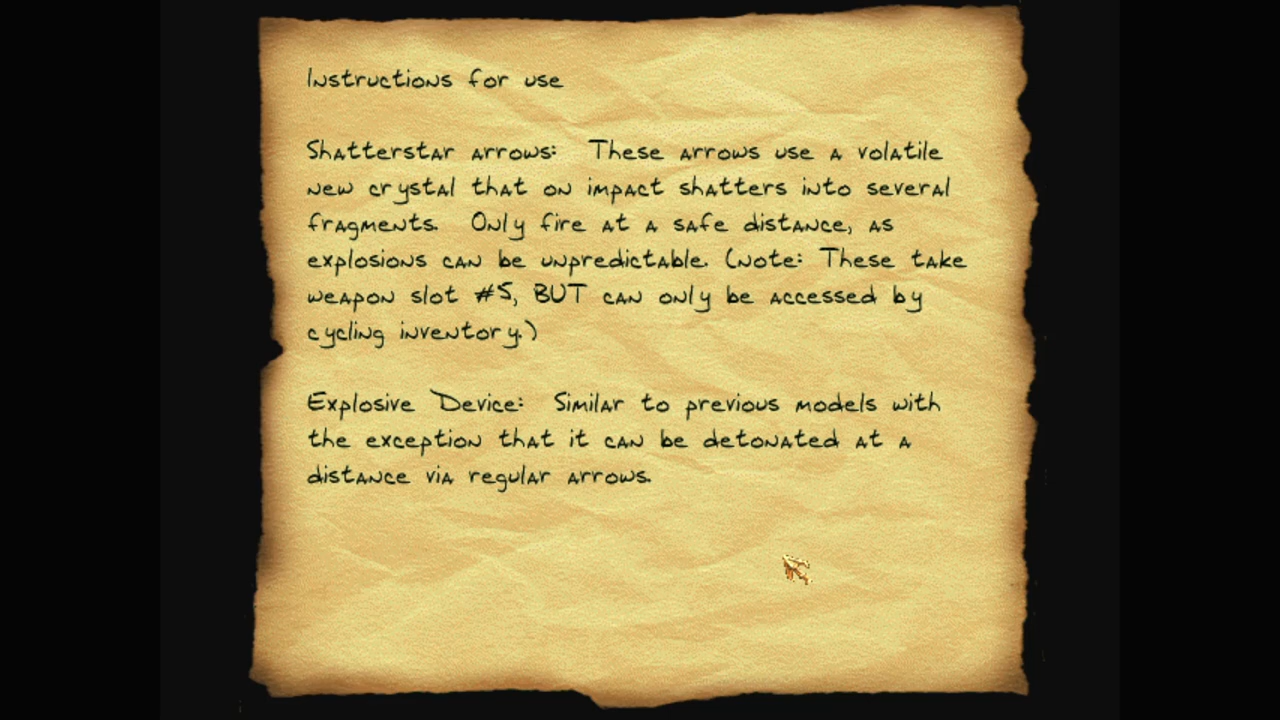 Instructions for use
Shatterstar arrows: These arrows use a volatile
new crystal that on impact shatters into several
fragments. Only fire at a safe distance, as
explosions can be unpredictable. (note: These take
weapon slot #5, BUT can only be accessed by
cycling inventory.)
Explosive Device: Similar to previous models with
the exception that it can be detonated at a
distance via regular arrows.